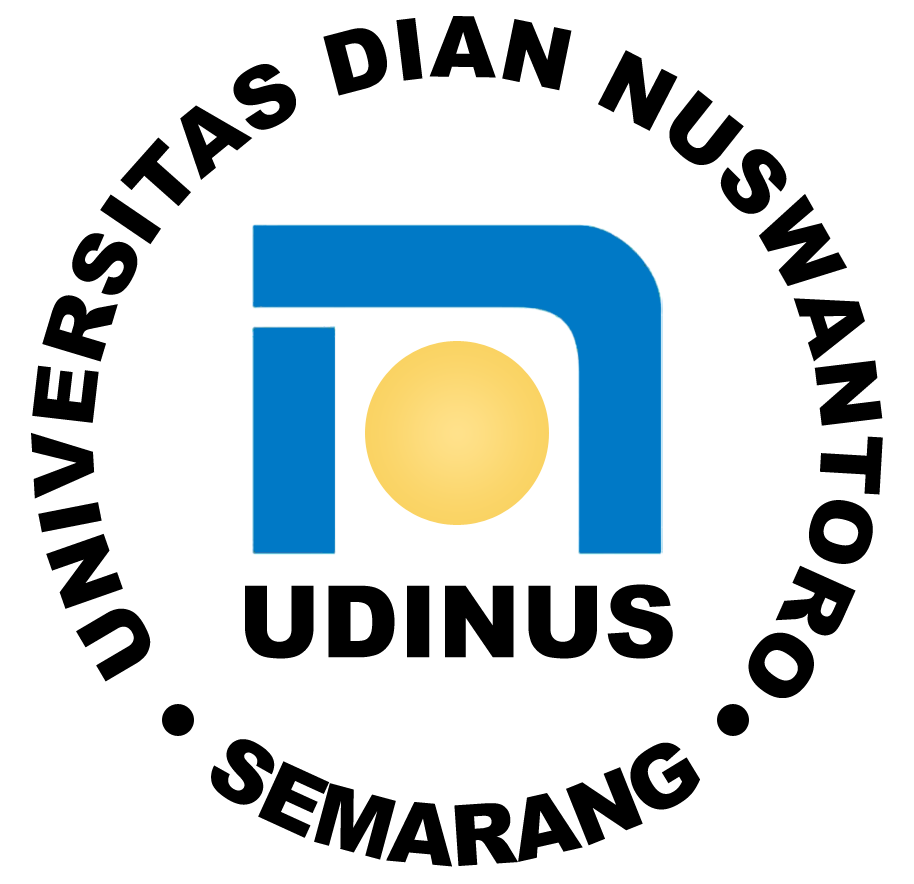 UNIVERSITAS DIAN NUSWANTORO
UDINUS
• SEMARANG •